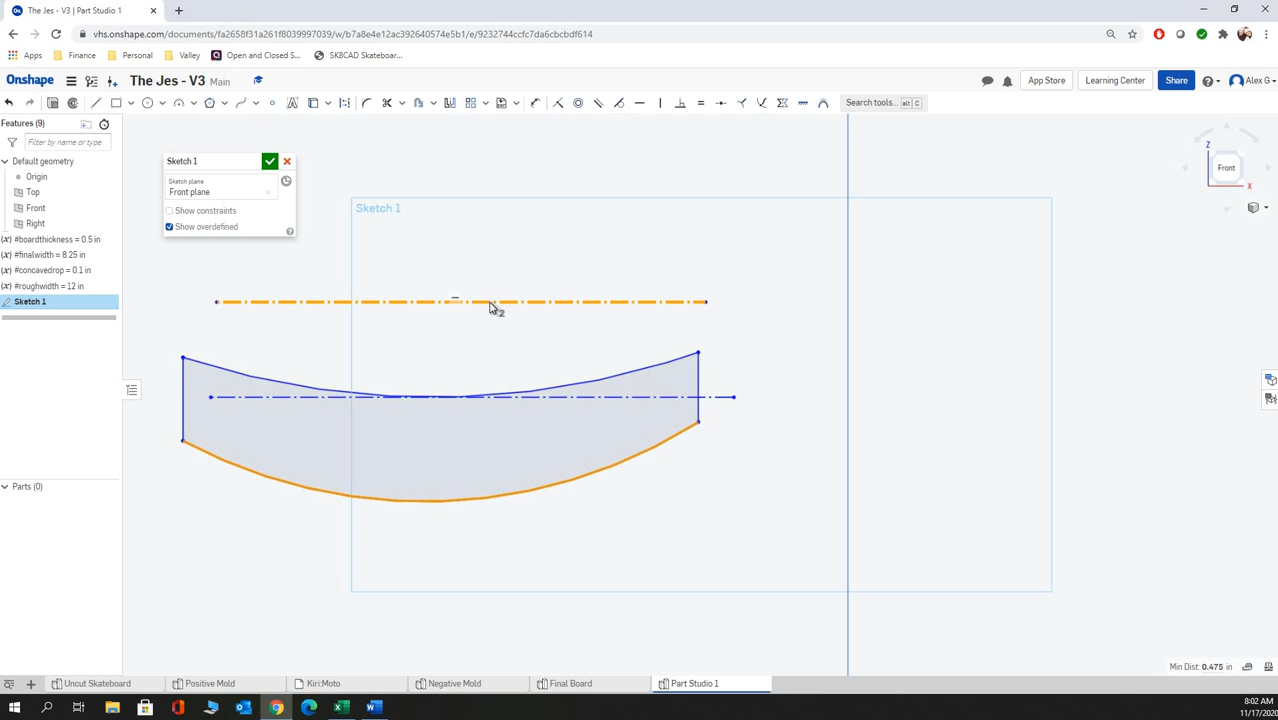 The Jes - V3 | Part Studio 1
vhs.onshape.com/documents/fa2658f31a261f8039997039/w/b7a8e4e12ac392640574e5b1/e/9232744ccfc7da6cbcbdf614
Apps Finance Personal Valley Open and Closed S... SK8CAD Skateboar...
Onshape The Jes - V3 Main App Store Learning Center Share Alex G
Search tools... alt C
Features (9)
Filter by name or type
Default geometry
Origin
Top
Front
Right
(x) #boardthickness = 0.5 in
(x) #finalwidth = 8.25 in
(x) #concavedrop = 0.1 in
(x) #roughwidth = 12 in
Sketch 1
Parts (0)
Sketch 1
Sketch plane
Front plane
Show constraints
Show overdefined
Sketch 1
Z
Front
X
Min Dist: 0.475 in
Uncut Skateboard Positive Mold Kiri:Moto Negative Mold Final Board Part Studio 1
8:02 AM
11/17/2020